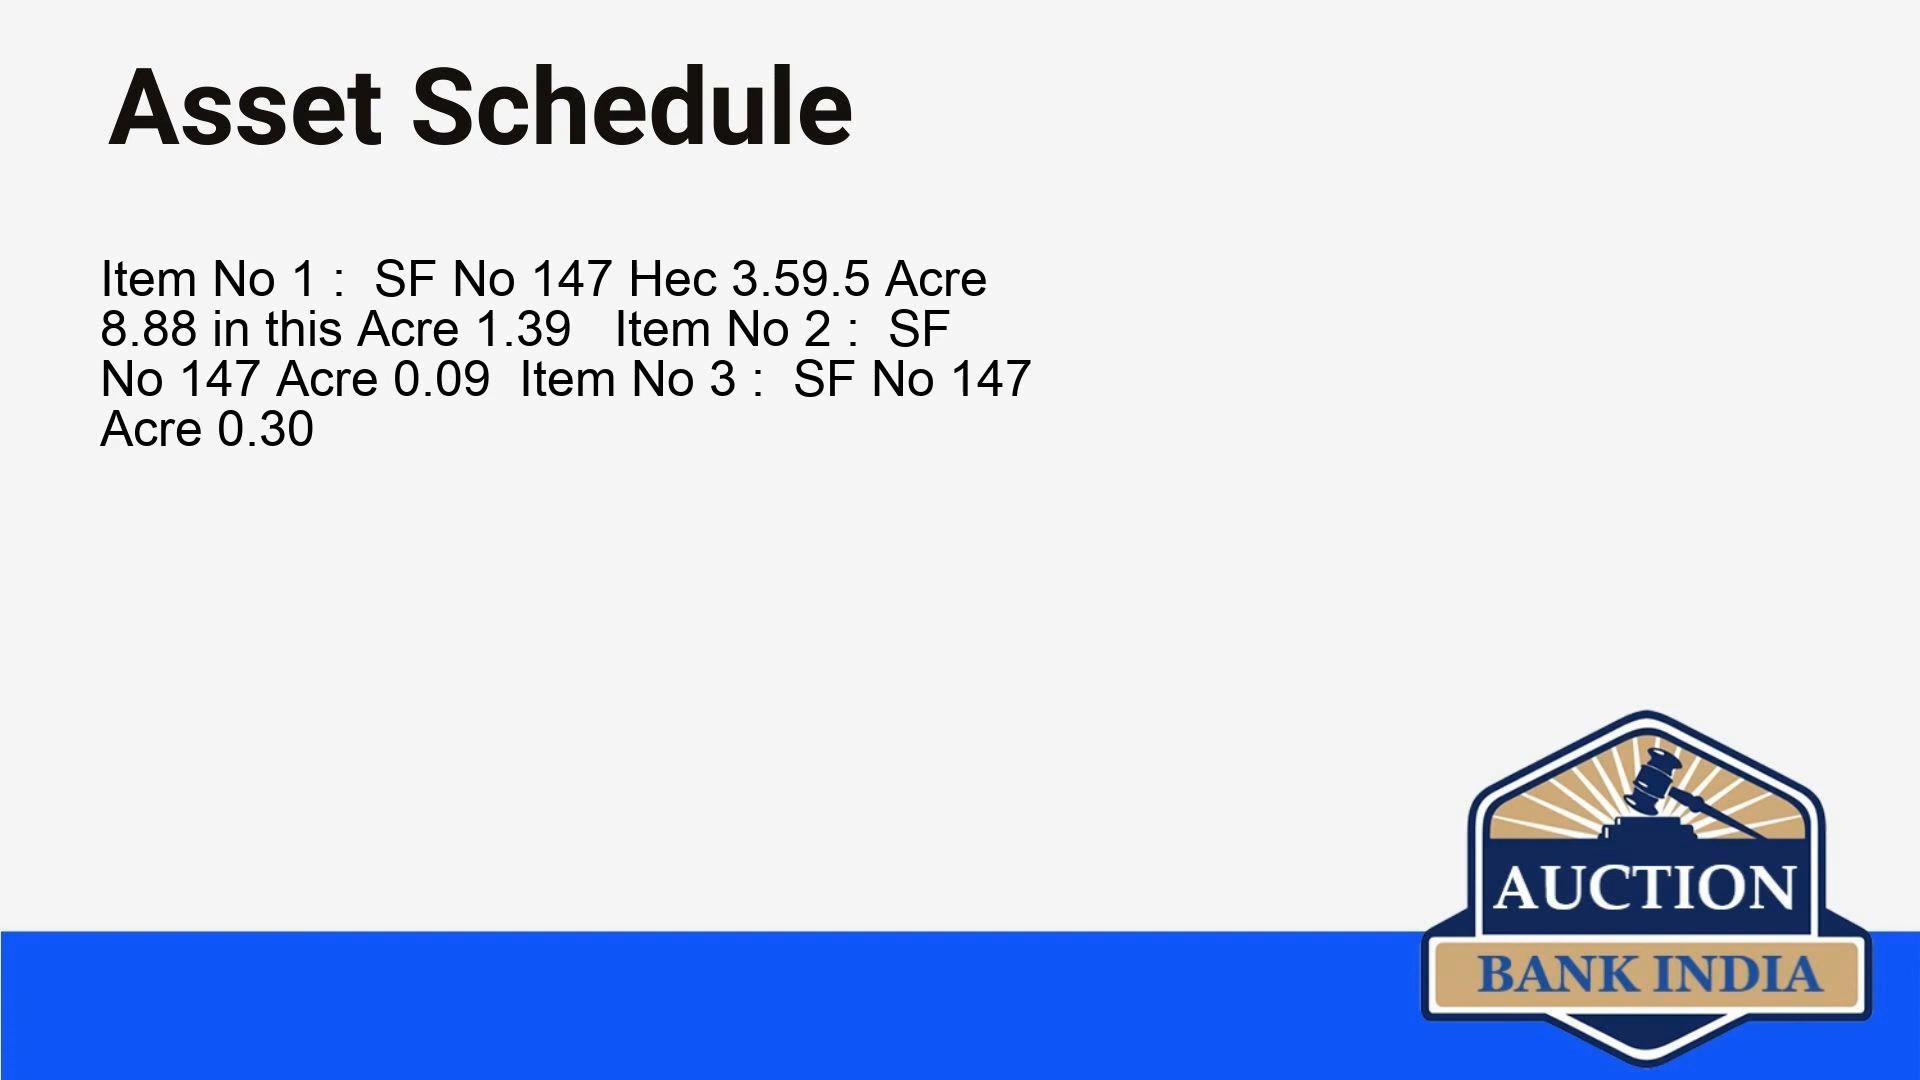 Asset Schedule
Item No 1 :  SF No 147 Hec 3.59.5 Acre
8.88 in this Acre 1.39   Item No 2 :  SF
No 147 Acre 0.09  Item No 3 :  SF No 147
Acre 0.30
AUCTION
BANK INDIA